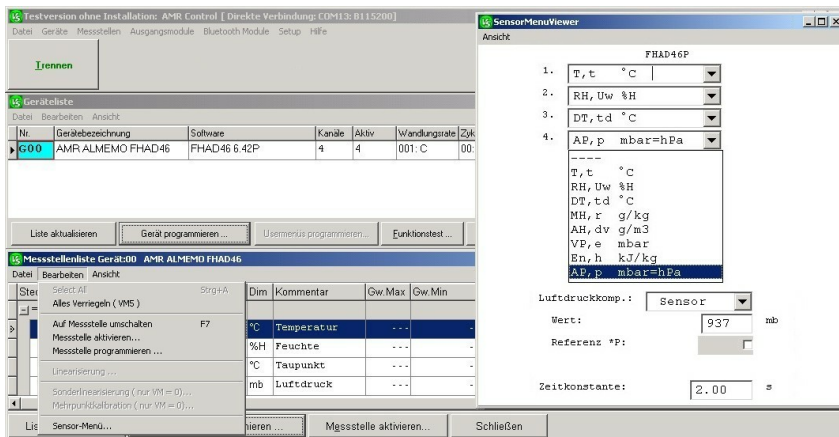 Testversion ohne Installation: AMR Control [ Direkte Verbindung: COM13: B115200]
Datei Geräte Messstellen Ausgangsmodule Bluetooth Module Setup Hilfe
Trennen
Geräteliste
Datei Bearbeiten Ansicht
Nr. Gerätebezeichnung Software Kanäle Aktiv Wandlungsrate Zyk
G00 AMR ALMEMO FHAD46 FHAD46 6.42P 4 4 001: C 00:
Liste aktualisieren Gerät programmieren ... Usermenüs programmieren... Funktionstest ...
Messstellenliste Gerät:00 AMR ALMEMO FHAD46
Datei Bearbeiten Ansicht
Dim Kommentar Gw.Max Gw.Min
°C Temperatur ---
%H Feuchte ---
°C Taupunkt ---
mb Luftdruck ---
Select All Strg+A
Alles Verriegeln ( VM5 )
Auf Messstelle umschalten F7
Messstelle aktivieren...
Messstelle programmieren ...
Linearisierung ...
Sonderlinearisierung ( nur VM = 0)...
Mehrpunktkalibration ( nur VM = 0)...
Sensor-Menü...
Messstelle aktivieren... Schließen
SensorMenuViewer
Ansicht
FHAD46P
1. T,t °C
2. RH,Uw %H
3. DT,td °C
4. AP,p mbar=hPa
----
T,t °C
RH,Uw %H
DT,td °C
MH,r g/kg
AH,dv g/m3
VP,e mbar
En,h kJ/kg
AP,p mbar=hPa
Luftdruckkomp.: Sensor
Wert: 937 mb
Referenz *P:
Zeitkonstante: 2.00 s